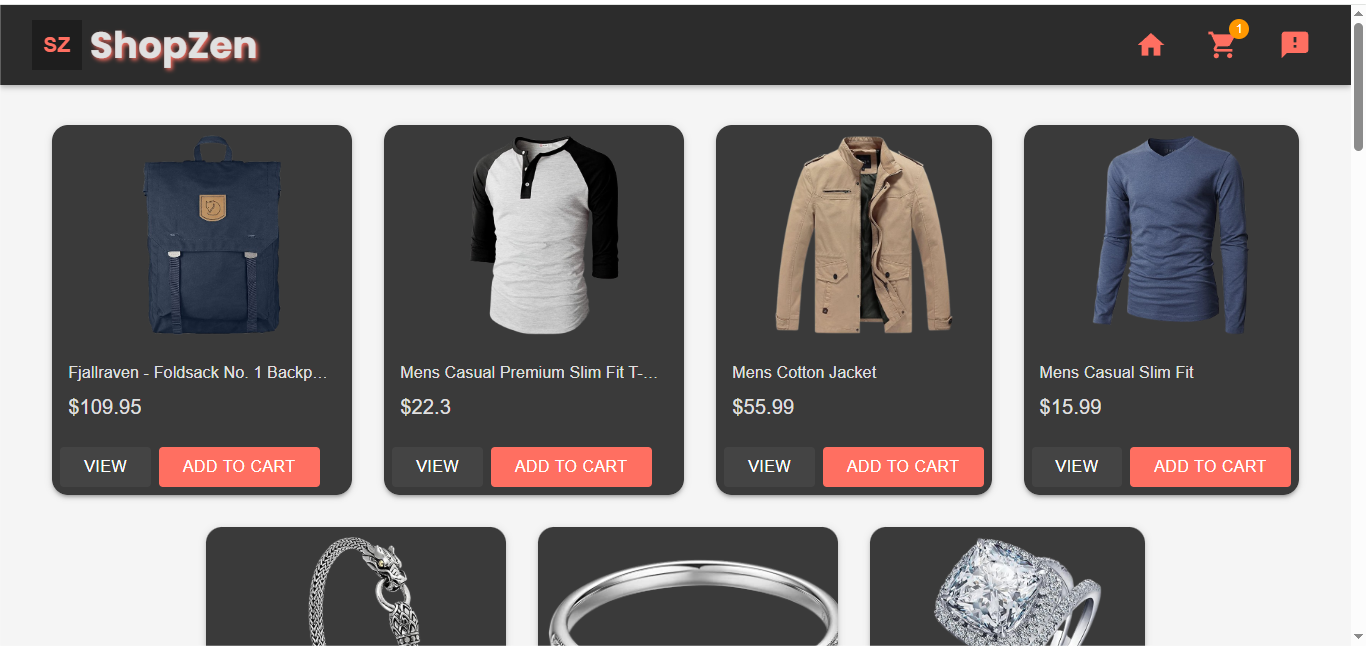 SZ ShopZen 1
Fjallraven - Foldsack No. 1 Backp...
$109.95
VIEW ADD TO CART
Mens Casual Premium Slim Fit T-...
$22.3
VIEW ADD TO CART
Mens Cotton Jacket
$55.99
VIEW ADD TO CART
Mens Casual Slim Fit
$15.99
VIEW ADD TO CART